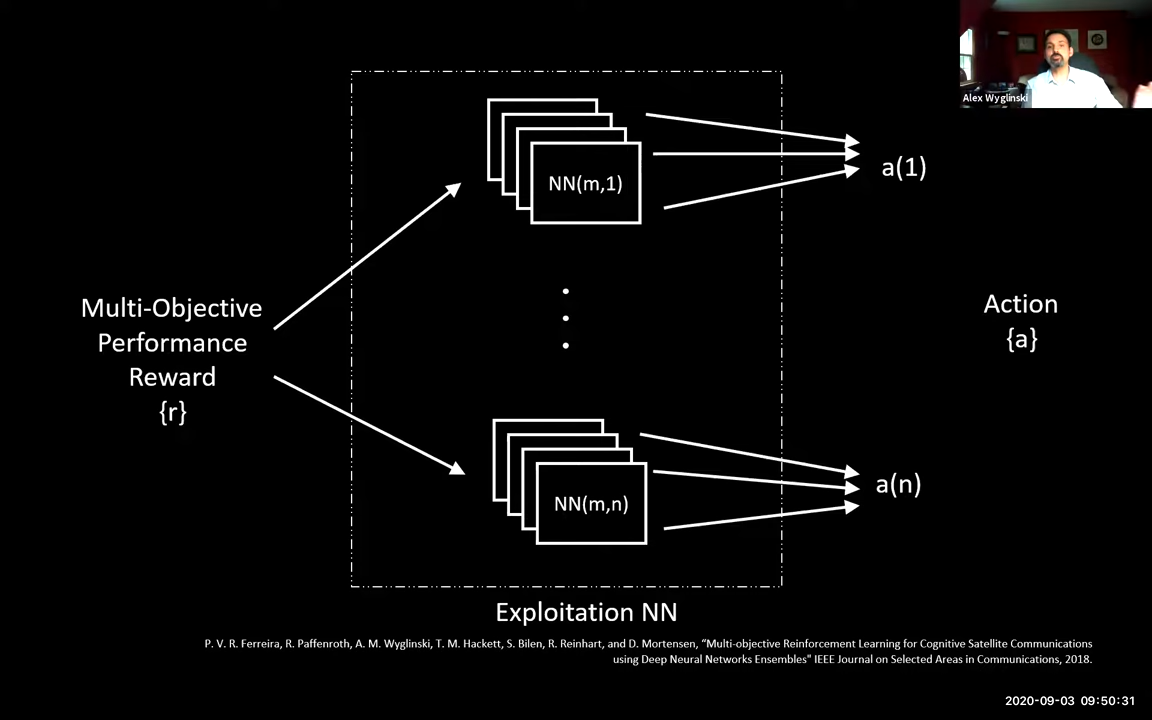 Alex Wyglinski
NN(m,1)
a(1)
Multi-Objective
Performance
Reward
{r}
Action
{a}
NN(m,n)
a(n)
Exploitation NN
P. V. R. Ferreira, R. Paffenroth, A. M. Wyglinski, T. M. Hackett, S. Bilen, R. Reinhart, and D. Mortensen, “Multi-objective Reinforcement Learning for Cognitive Satellite Communications
using Deep Neural Networks Ensembles" IEEE Journal on Selected Areas in Communications, 2018.
2020-09-03 09:50:31